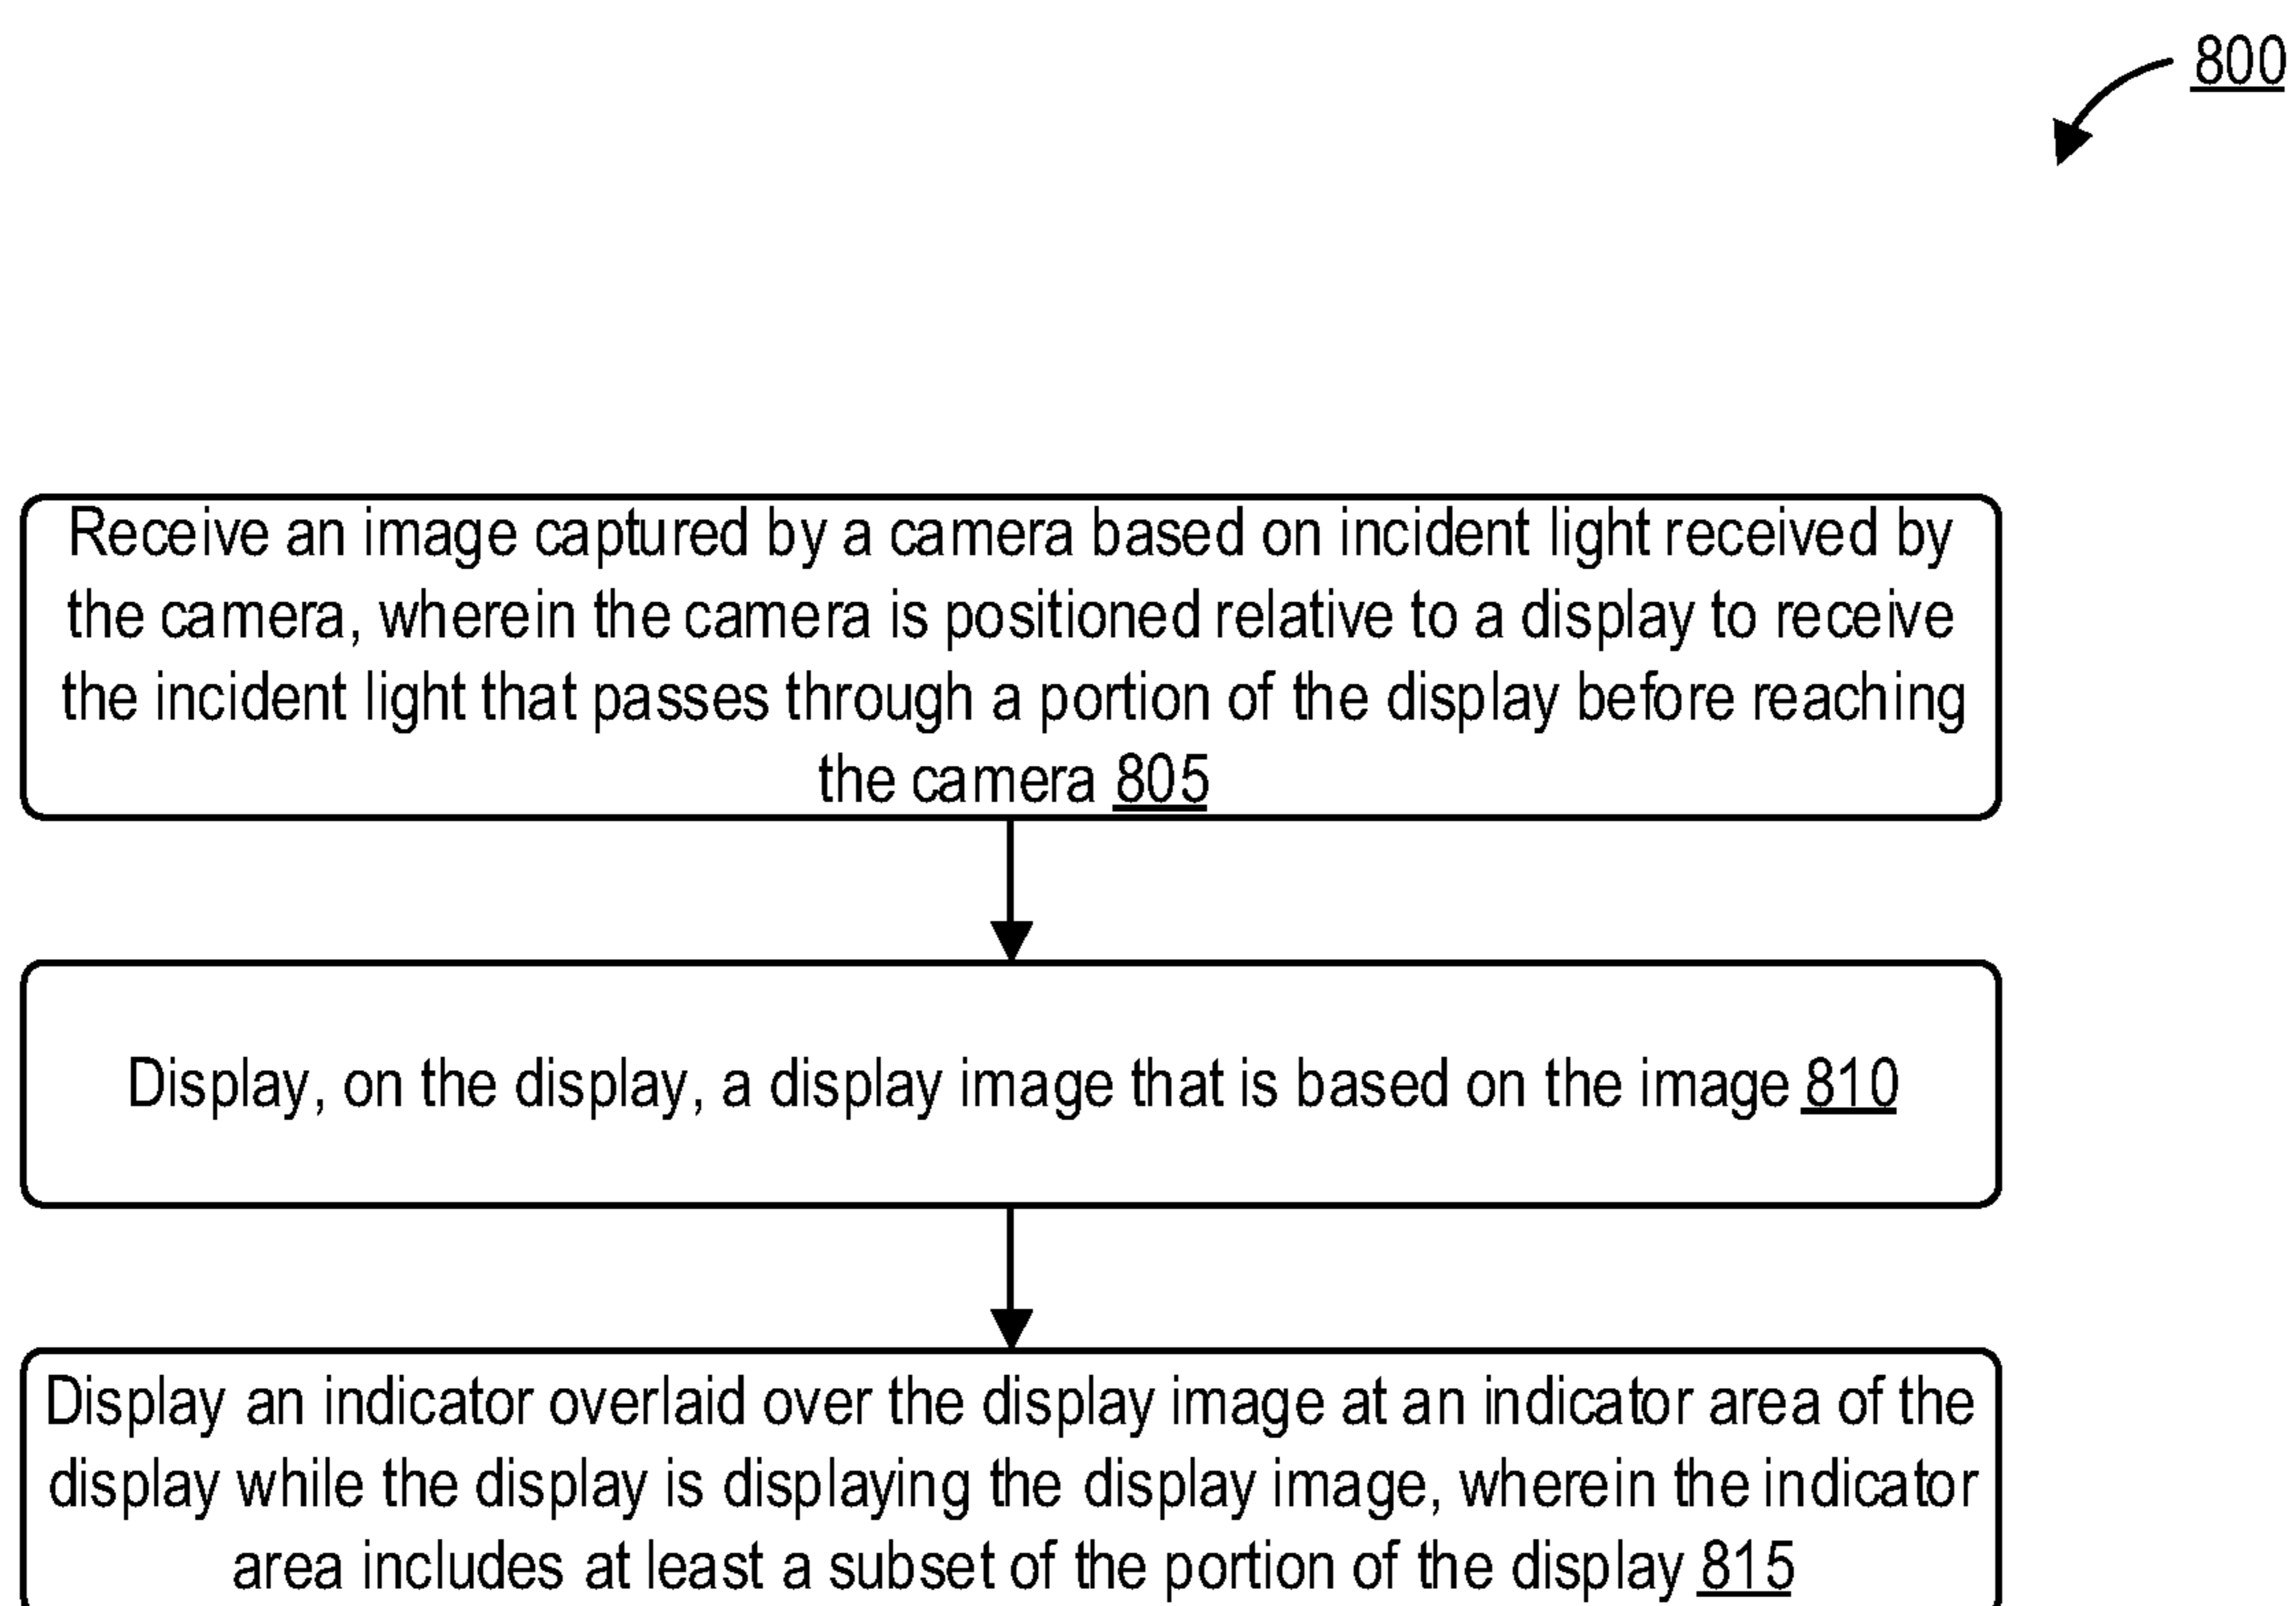 800
Receive an image captured by a camera based on incident light received by
the camera, wherein the camera is positioned relative to a display to receive
the incident light that passes through a portion of the display before reaching
the camera 805
Display, on the display, a display image that is based on the image 810
Display an indicator overlaid over the display image at an indicator area of the
display while the display is displaying the display image, wherein the indicator
area includes at least a subset of the portion of the display 815